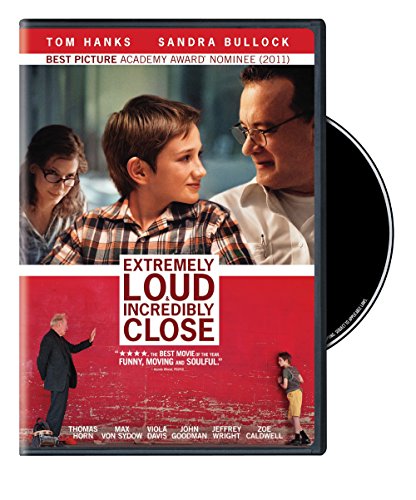 TOM HANKS SANDRA BULLOCK
BEST PICTURE ACADEMY AWARD® NOMINEE (2011)
EXTREMELY
LOUD
&
INCREDIBLY
CLOSE
"★★★★. THE BEST MOVIE OF THE YEAR.
FUNNY, MOVING AND SOULFUL."
THOMAS HORN MAX VON SYDOW VIOLA DAVIS JOHN GOODMAN JEFFREY WRIGHT ZOE CALDWELL